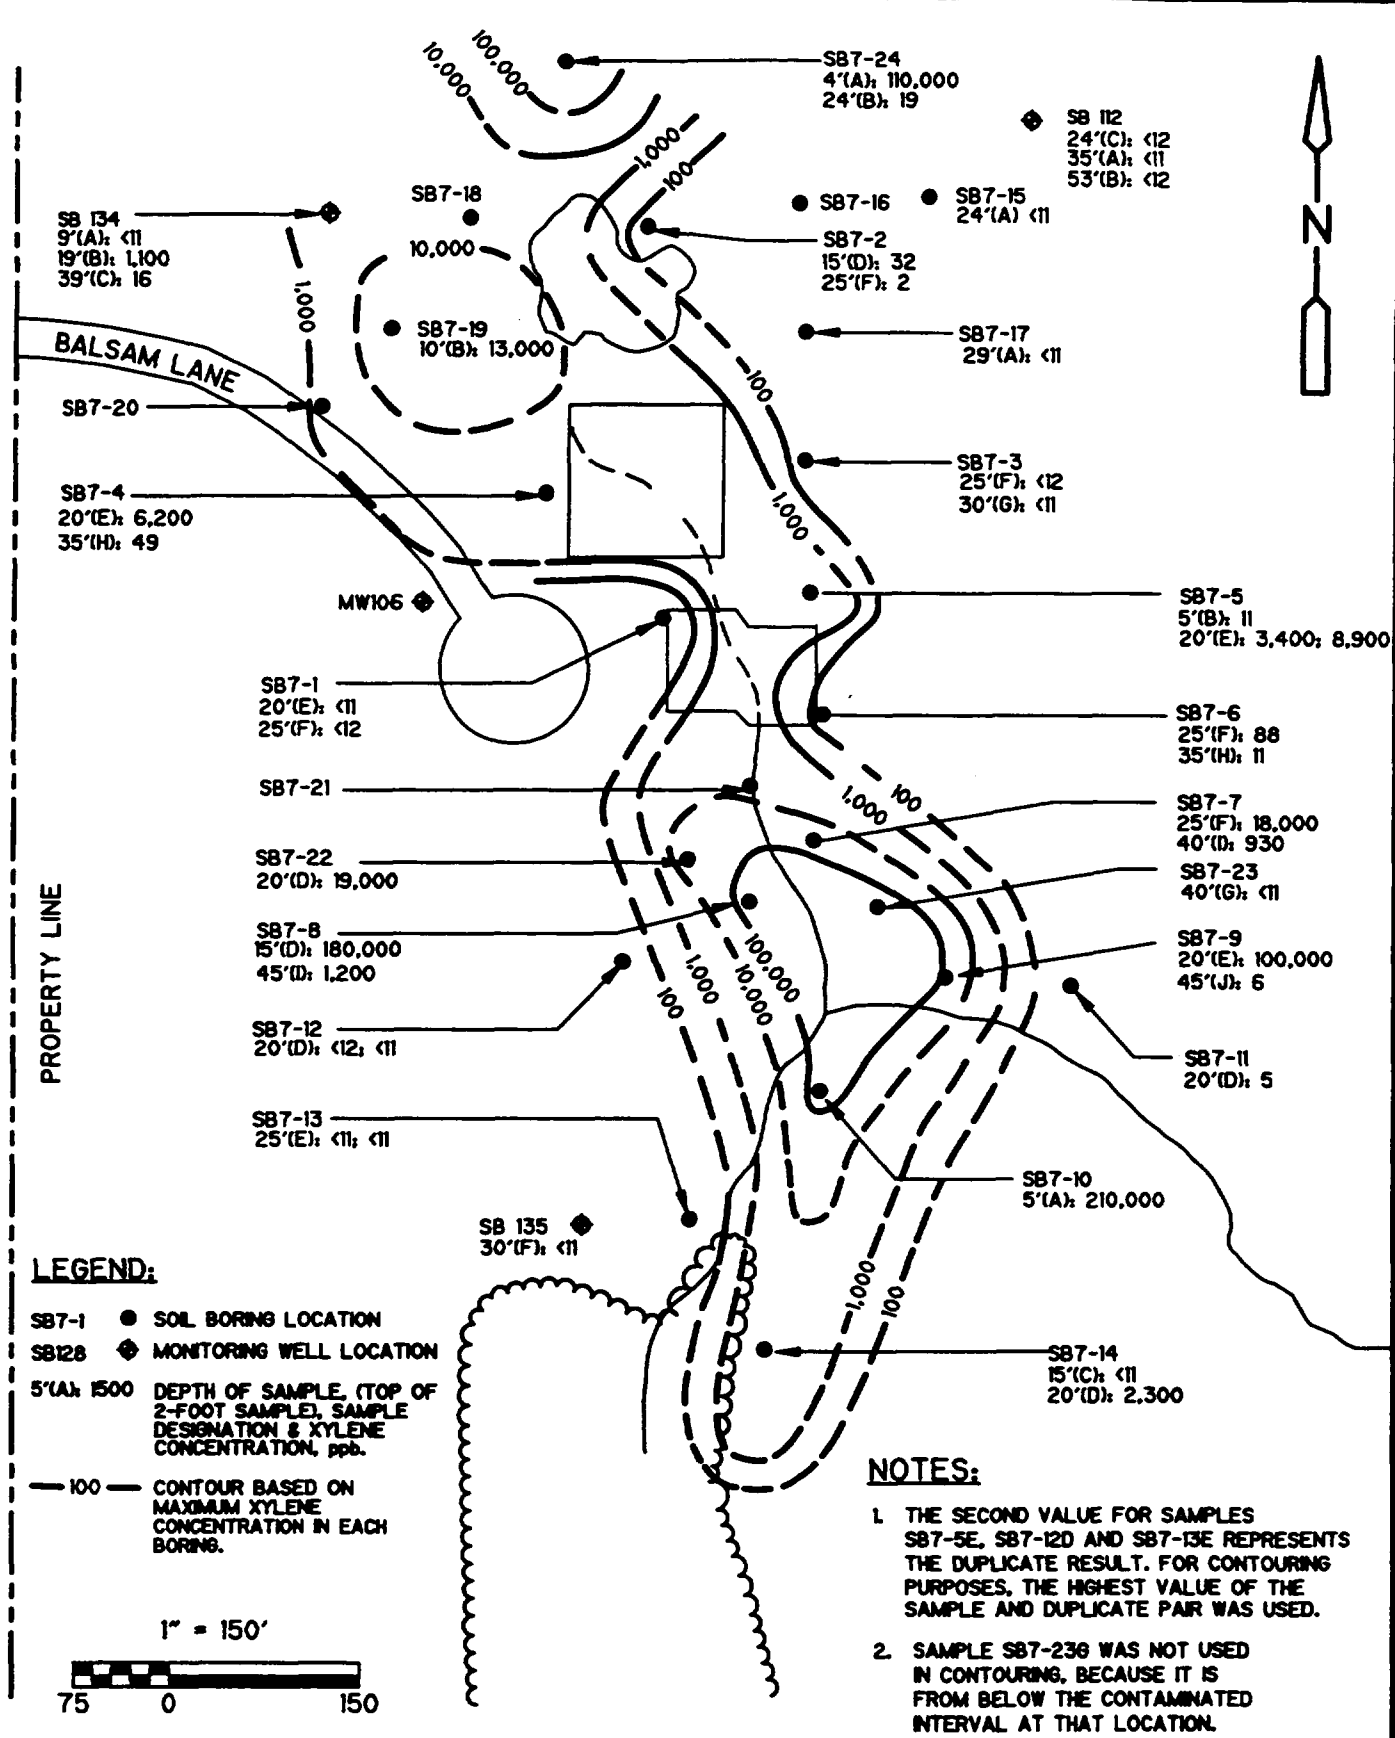 100,000
10,000
SB7-24
4'(A): 110,000
24'(B): 19
SB 112
24'(C): <12
35'(A): <11
53'(B): <12
1,000
100
SB7-18
SB7-16
SB7-15
24'(A) <11
SB 134
9'(A): <11
19'(B): 1,100
39'(C): 16
N
10,000
SB7-2
15'(D): 32
25'(F): 2
1,000
SB7-19
10'(B): 13,000
SB7-17
29'(A): <11
BALSAM LANE
100
SB7-20
SB7-3
25'(F): <12
30'(G): <11
SB7-4
20'(E): 6,200
35'(H): 49
1,000
MW106
SB7-5
5'(B): 11
20'(E): 3,400; 8,900
SB7-1
20'(E): <11
25'(F): <12
SB7-6
25'(F): 88
35'(H): 11
SB7-21
1,000
100
SB7-7
25'(F): 18,000
40'(I): 930
SB7-22
20'(D): 19,000
SB7-23
40'(G): <11
PROPERTY LINE
SB7-8
15'(D): 180,000
45'(I): 1,200
100,000
10,000
1,000
100
SB7-9
20'(E): 100,000
45'(J): 6
SB7-12
20'(D): <12; <11
SB7-11
20'(D): 5
SB7-13
25'(E): <11; <11
SB7-10
5'(A): 210,000
SB 135
30'(F): <11
1,000
100
SB7-14
15'(C): <11
20'(D): 2,300
LEGEND:
SB7-1 SOIL BORING LOCATION
SB128 MONITORING WELL LOCATION
5'(A): 1500 DEPTH OF SAMPLE, (TOP OF
2-FOOT SAMPLE), SAMPLE
DESIGNATION & XYLENE
CONCENTRATION, ppb.
100 CONTOUR BASED ON
MAXIMUM XYLENE
CONCENTRATION IN EACH
BORING.
1" = 150'
75 0 150
NOTES:
1. THE SECOND VALUE FOR SAMPLES
SB7-5E, SB7-12D AND SB7-13E REPRESENTS
THE DUPLICATE RESULT. FOR CONTOURING
PURPOSES, THE HIGHEST VALUE OF THE
SAMPLE AND DUPLICATE PAIR WAS USED.
2. SAMPLE SB7-23G WAS NOT USED
IN CONTOURING, BECAUSE IT IS
FROM BELOW THE CONTAMINATED
INTERVAL AT THAT LOCATION.